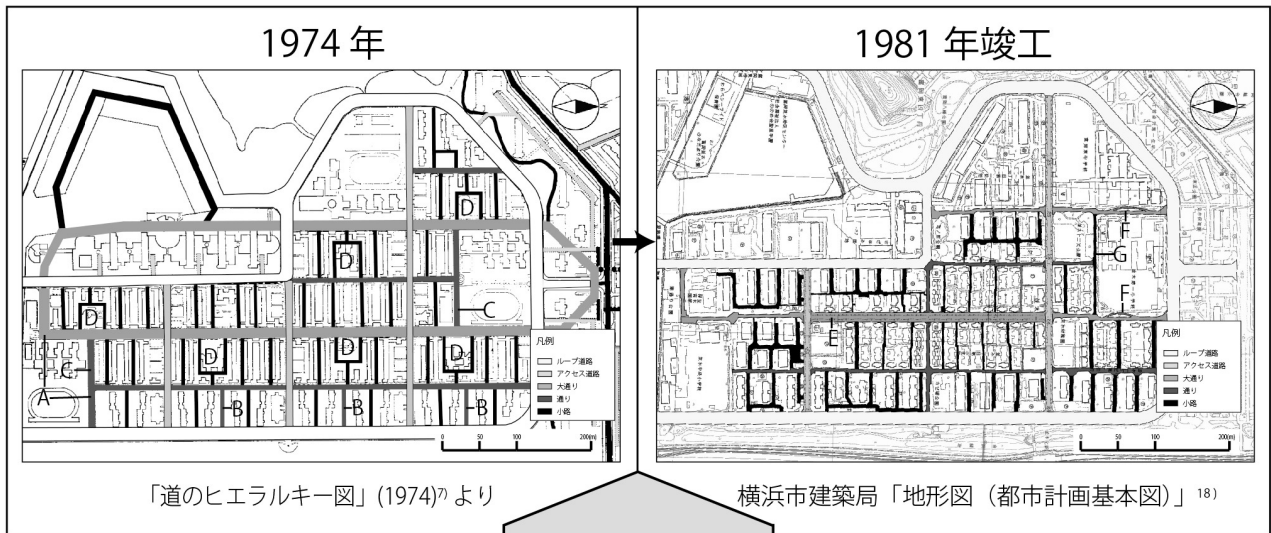 1974 年
D
D
D
C
D
D
D
C
A
B
B
B
凡例
ループ道路
アクセス道路
大通り
通り
小路
0 50 100 200(m)
「道のヒエラルキー図」(1974)7) より
1981 年竣工
F
G
F
E
凡例
ループ道路
アクセス道路
大通り
通り
小路
0 50 100 200(m)
横浜市建築局「地形図（都市計画基本図）」18)